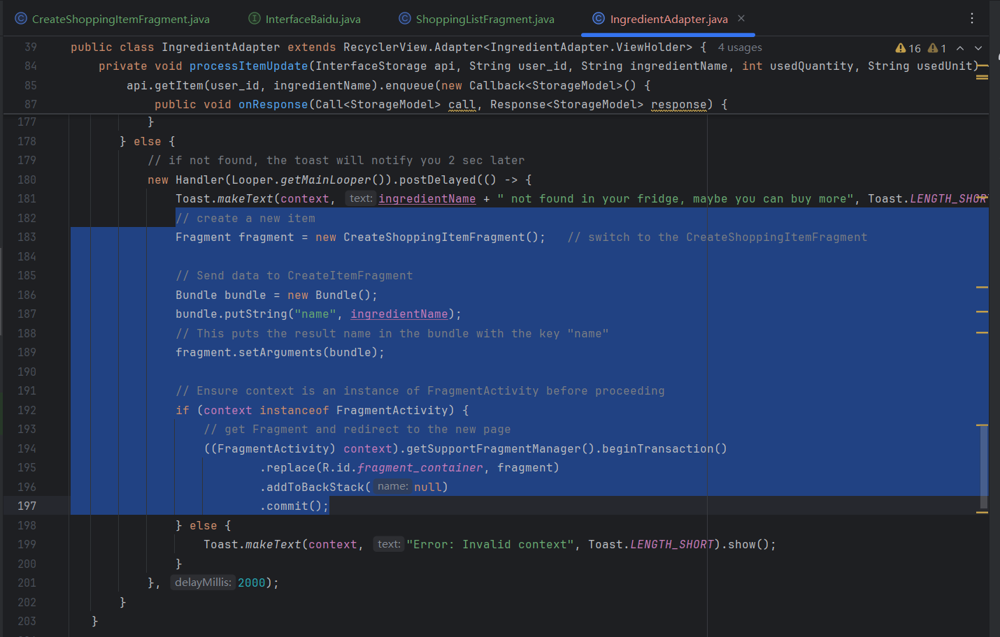 CreateShoppingItemFragment.java InterfaceBaidu.java ShoppingListFragment.java IngredientAdapter.java
39 public class IngredientAdapter extends RecyclerView.Adapter<IngredientAdapter.ViewHolder> { 4 usages 16 1
84 private void processItemUpdate(InterfaceStorage api, String user_id, String ingredientName, int usedQuantity, String usedUnit)
85 api.getItem(user_id, ingredientName).enqueue(new Callback<StorageModel>() {
87 public void onResponse(Call<StorageModel> call, Response<StorageModel> response) {
177 }
178 } else {
179 // if not found, the toast will notify you 2 sec later
180 new Handler(Looper.getMainLooper()).postDelayed(() -> {
181 Toast.makeText(context, text: ingredientName + " not found in your fridge, maybe you can buy more", Toast.LENGTH_SHOR
182 // create a new item
183 Fragment fragment = new CreateShoppingItemFragment(); // switch to the CreateShoppingItemFragment
184
185 // Send data to CreateItemFragment
186 Bundle bundle = new Bundle();
187 bundle.putString("name", ingredientName);
188 // This puts the result name in the bundle with the key "name"
189 fragment.setArguments(bundle);
190
191 // Ensure context is an instance of FragmentActivity before proceeding
192 if (context instanceof FragmentActivity) {
193 // get Fragment and redirect to the new page
194 ((FragmentActivity) context).getSupportFragmentManager().beginTransaction()
195 .replace(R.id.fragment_container, fragment)
196 .addToBackStack( name: null)
197 .commit();
198 } else {
199 Toast.makeText(context, text: "Error: Invalid context", Toast.LENGTH_SHORT).show();
200 }
201 }, delayMillis: 2000);
202 }
203 }